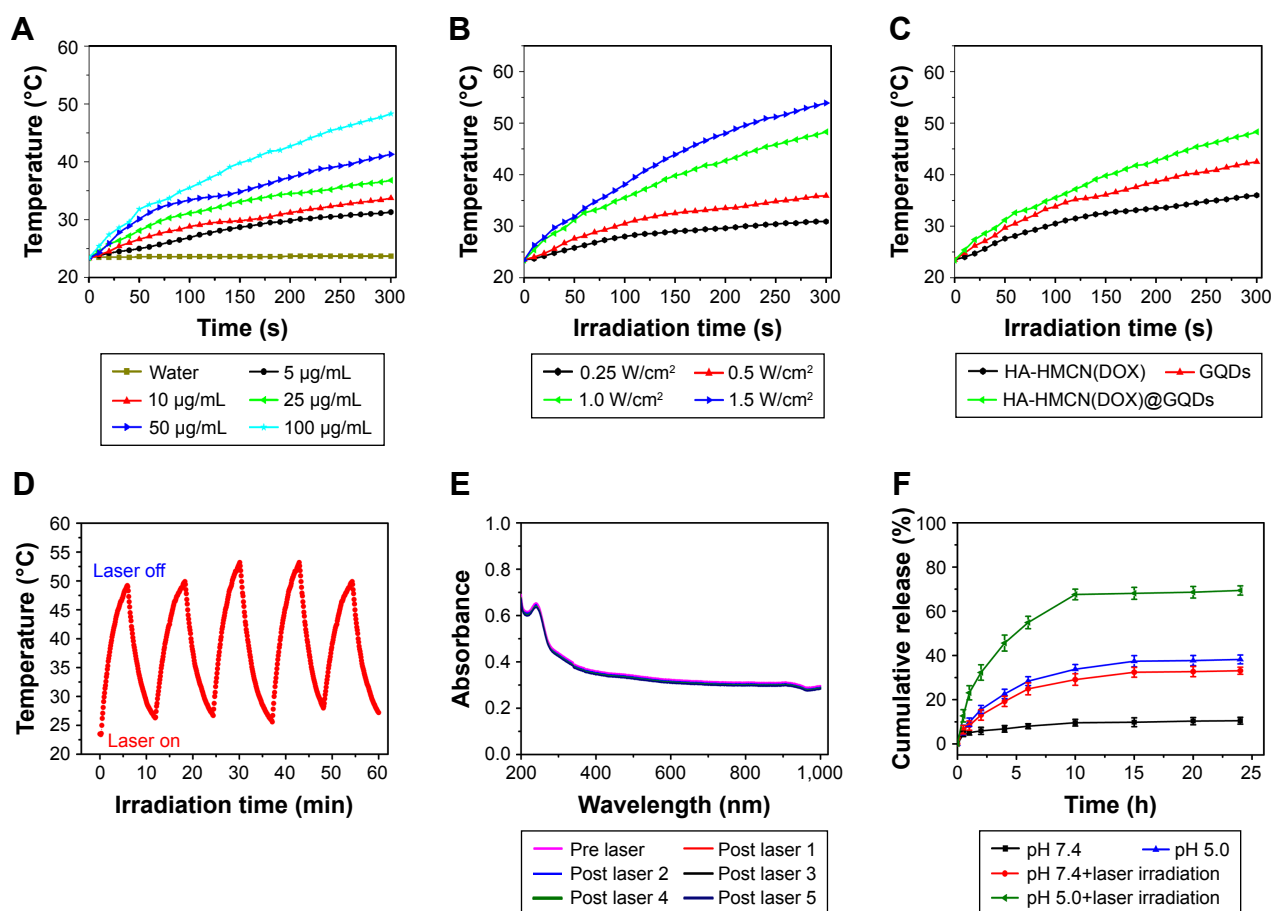 A
Temperature (°C)
60
50
40
30
20
0 50 100 150 200 250 300
Time (s)
Water 5 µg/mL
10 µg/mL 25 µg/mL
50 µg/mL 100 µg/mL
B
Temperature (°C)
60
50
40
30
20
0 50 100 150 200 250 300
Irradiation time (s)
0.25 W/cm² 0.5 W/cm²
1.0 W/cm² 1.5 W/cm²
C
Temperature (°C)
60
50
40
30
20
0 50 100 150 200 250 300
Irradiation time (s)
HA-HMCN(DOX) GQDs
HA-HMCN(DOX)@GQDs
D
Temperature (°C)
60
55
50
45
40
35
30
25
20
Laser off
Laser on
0 10 20 30 40 50 60
Irradiation time (min)
E
Absorbance
1.0
0.8
0.6
0.4
0.2
0.0
200 400 600 800 1,000
Wavelength (nm)
Pre laser Post laser 1
Post laser 2 Post laser 3
Post laser 4 Post laser 5
F
Cumulative release (%)
100
80
60
40
20
0
0 5 10 15 20 25
Time (h)
pH 7.4 pH 5.0
pH 7.4+laser irradiation
pH 5.0+laser irradiation